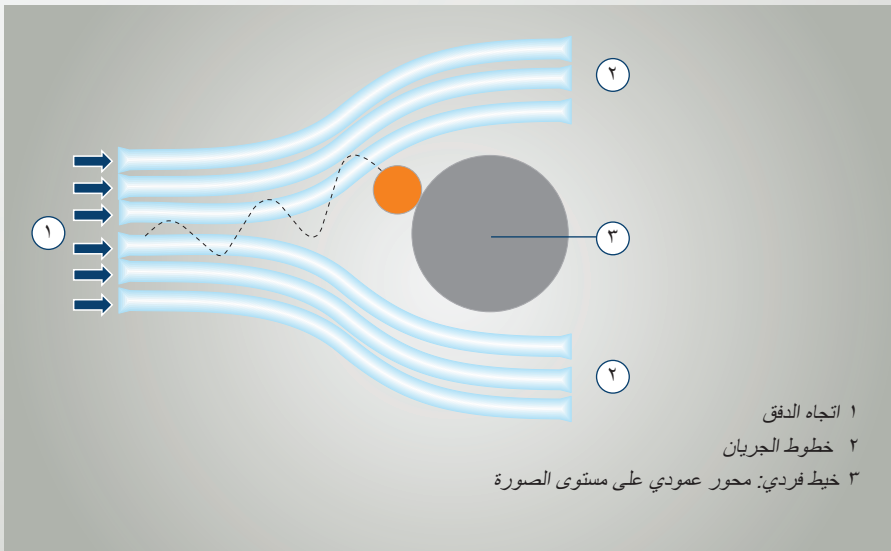 ٢
١
٣
٢
١ اتجاه الدفق
٢ خطوط الجريان
٣ خيط فردي: محور عمودي على مستوى الصورة